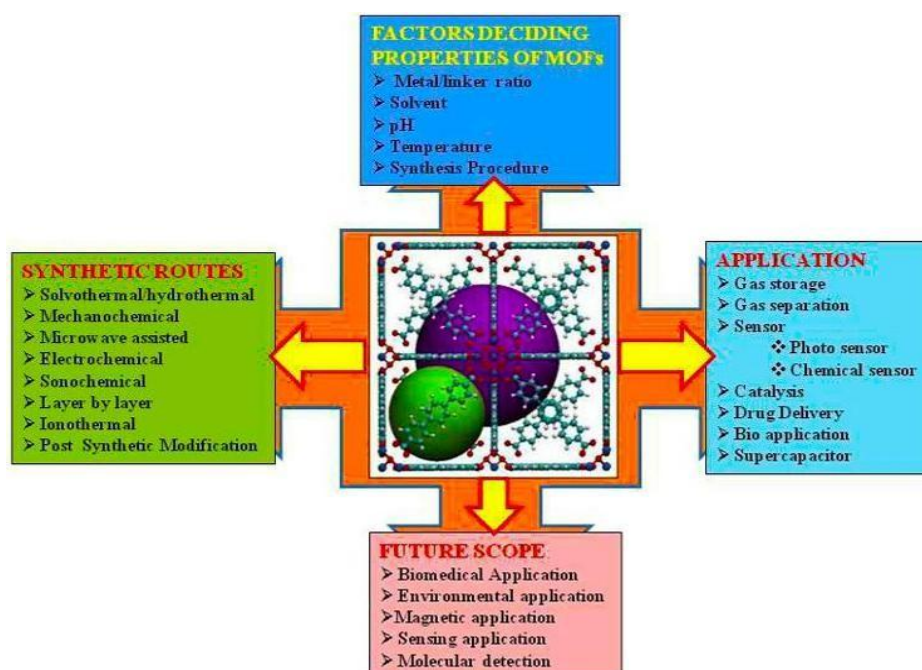 FACTORS DECIDING
PROPERTIES OF MOFs
➢ Metal/linker ratio
➢ Solvent
➢ pH
➢ Temperature
➢ Synthesis Procedure
SYNTHETIC ROUTES
➢ Solvothermal/hydrothermal
➢ Mechanochemical
➢ Microwave assisted
➢ Electrochemical
➢ Sonochemical
➢ Layer by layer
➢ Ionothermal
➢ Post Synthetic Modification
APPLICATION
➢ Gas storage
➢ Gas separation
➢ Sensor
❖ Photo sensor
❖ Chemical sensor
➢ Catalysis
➢ Drug Delivery
➢ Bio application
➢ Supercapacitor
FUTURE SCOPE
➢ Biomedical Application
➢ Environmental application
➢ Magnetic application
➢ Sensing application
➢ Molecular detection